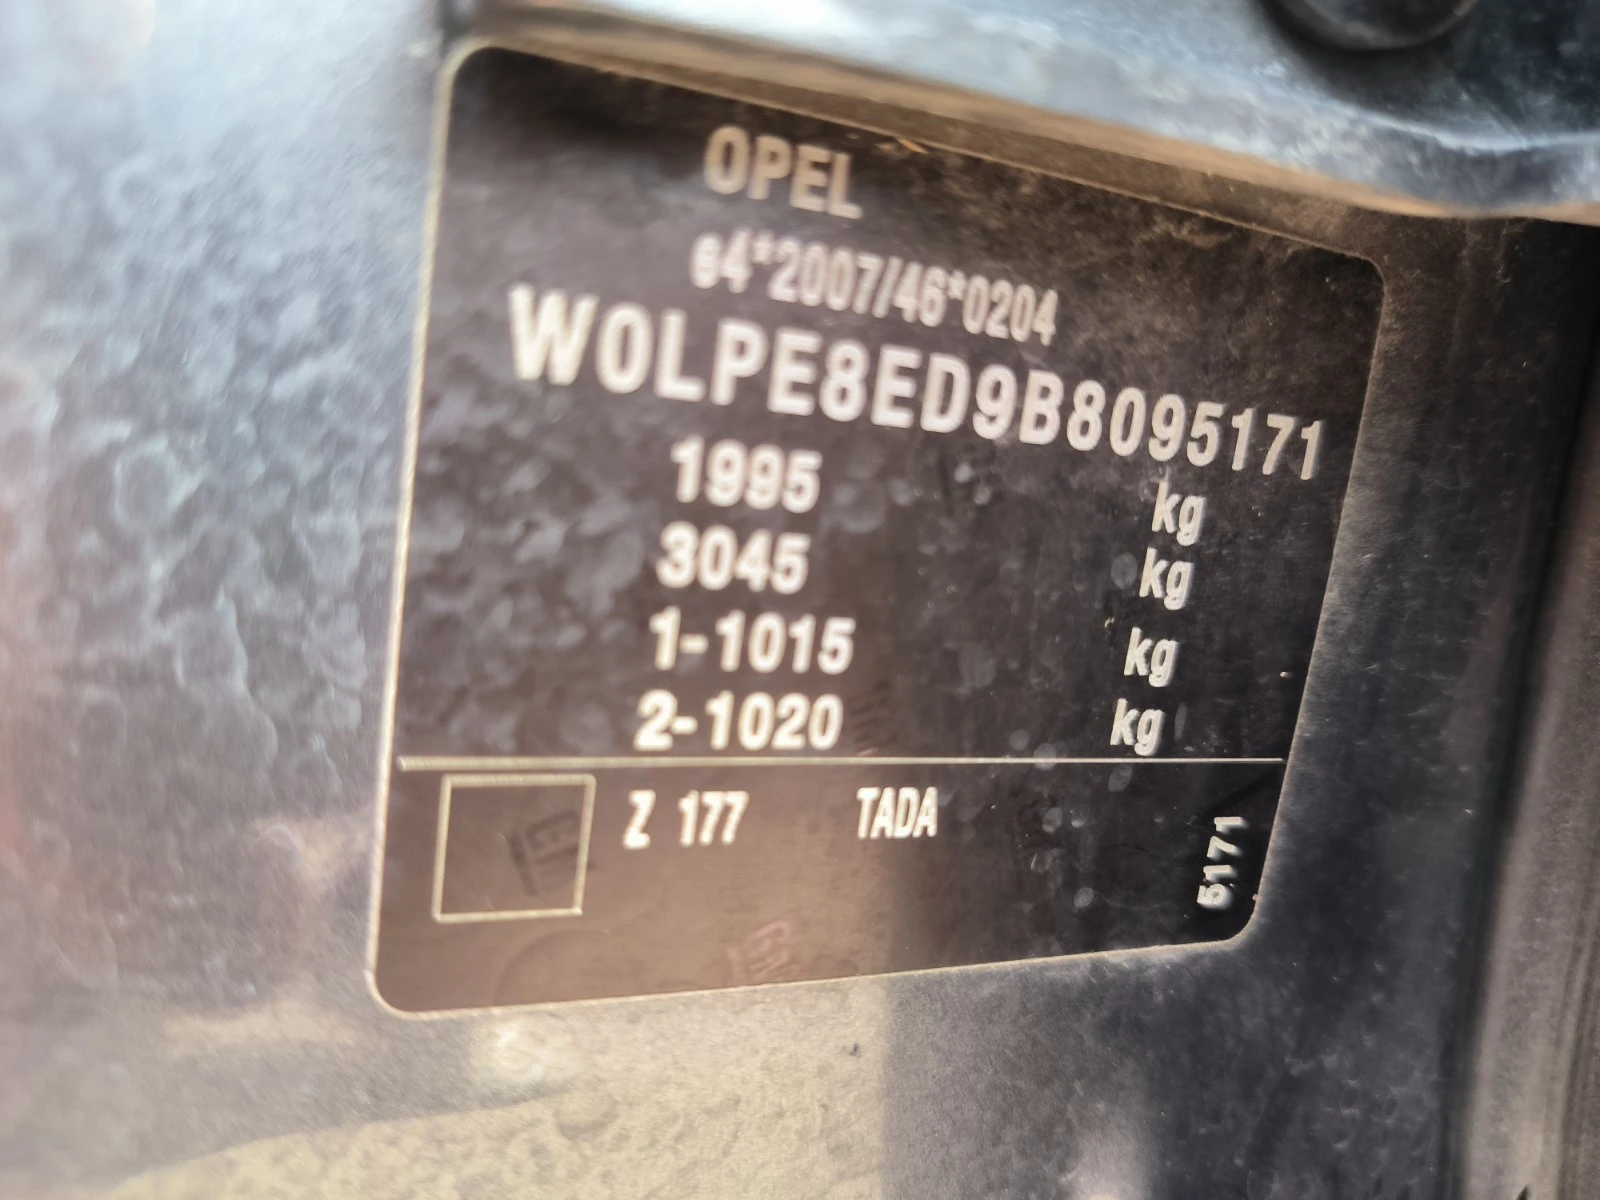 OPEL
e4*2007/46*0204
W0LPE8ED9B8095171
1995 kg
3045 kg
1-1015 kg
2-1020 kg
Z 177 TADA
5171